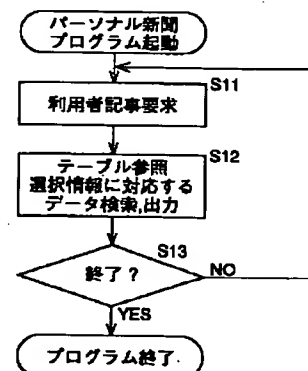 パーソナル新聞
プログラム起動
S11
利用者記事要求
S12
テーブル参照
選択情報に対応する
データ検索,出力
S13
終了?
NO
YES
プログラム終了